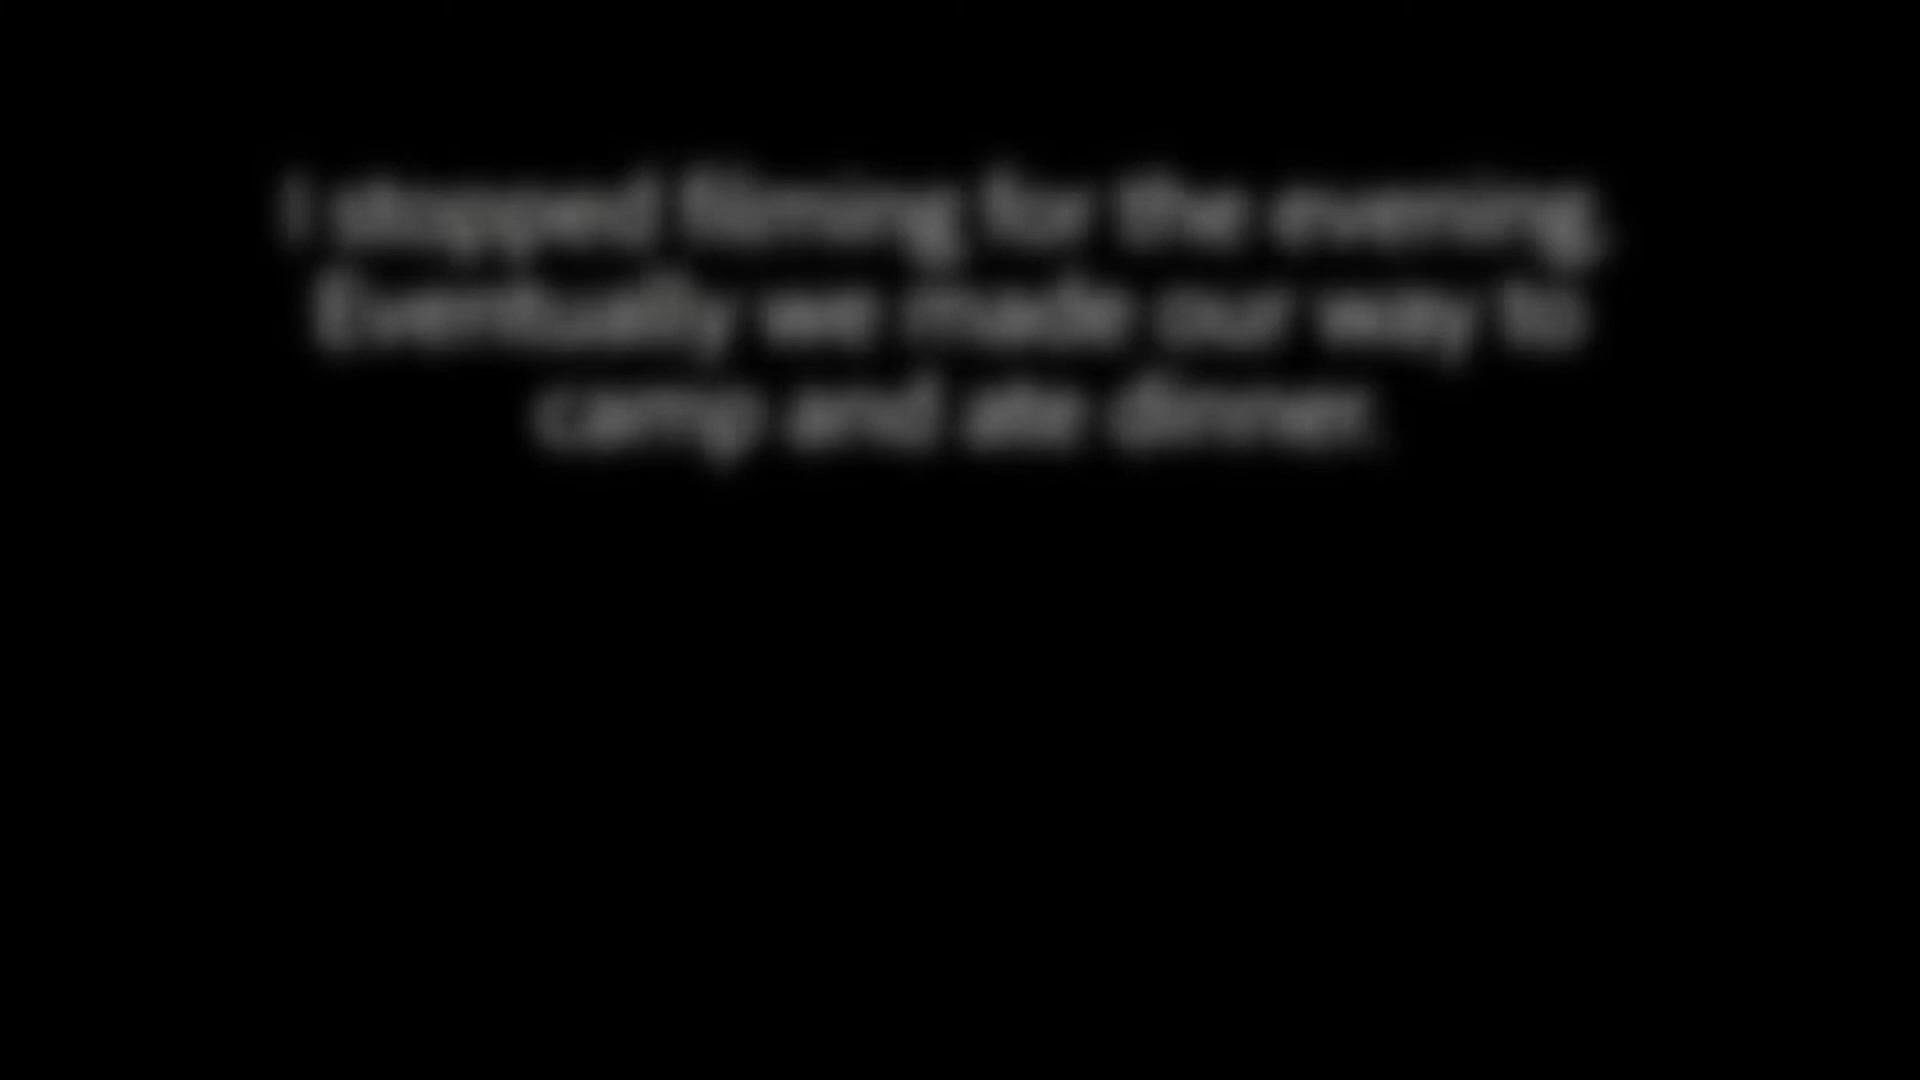 I stopped filming for the evening.
Eventually we made our way to
camp and ate dinner.